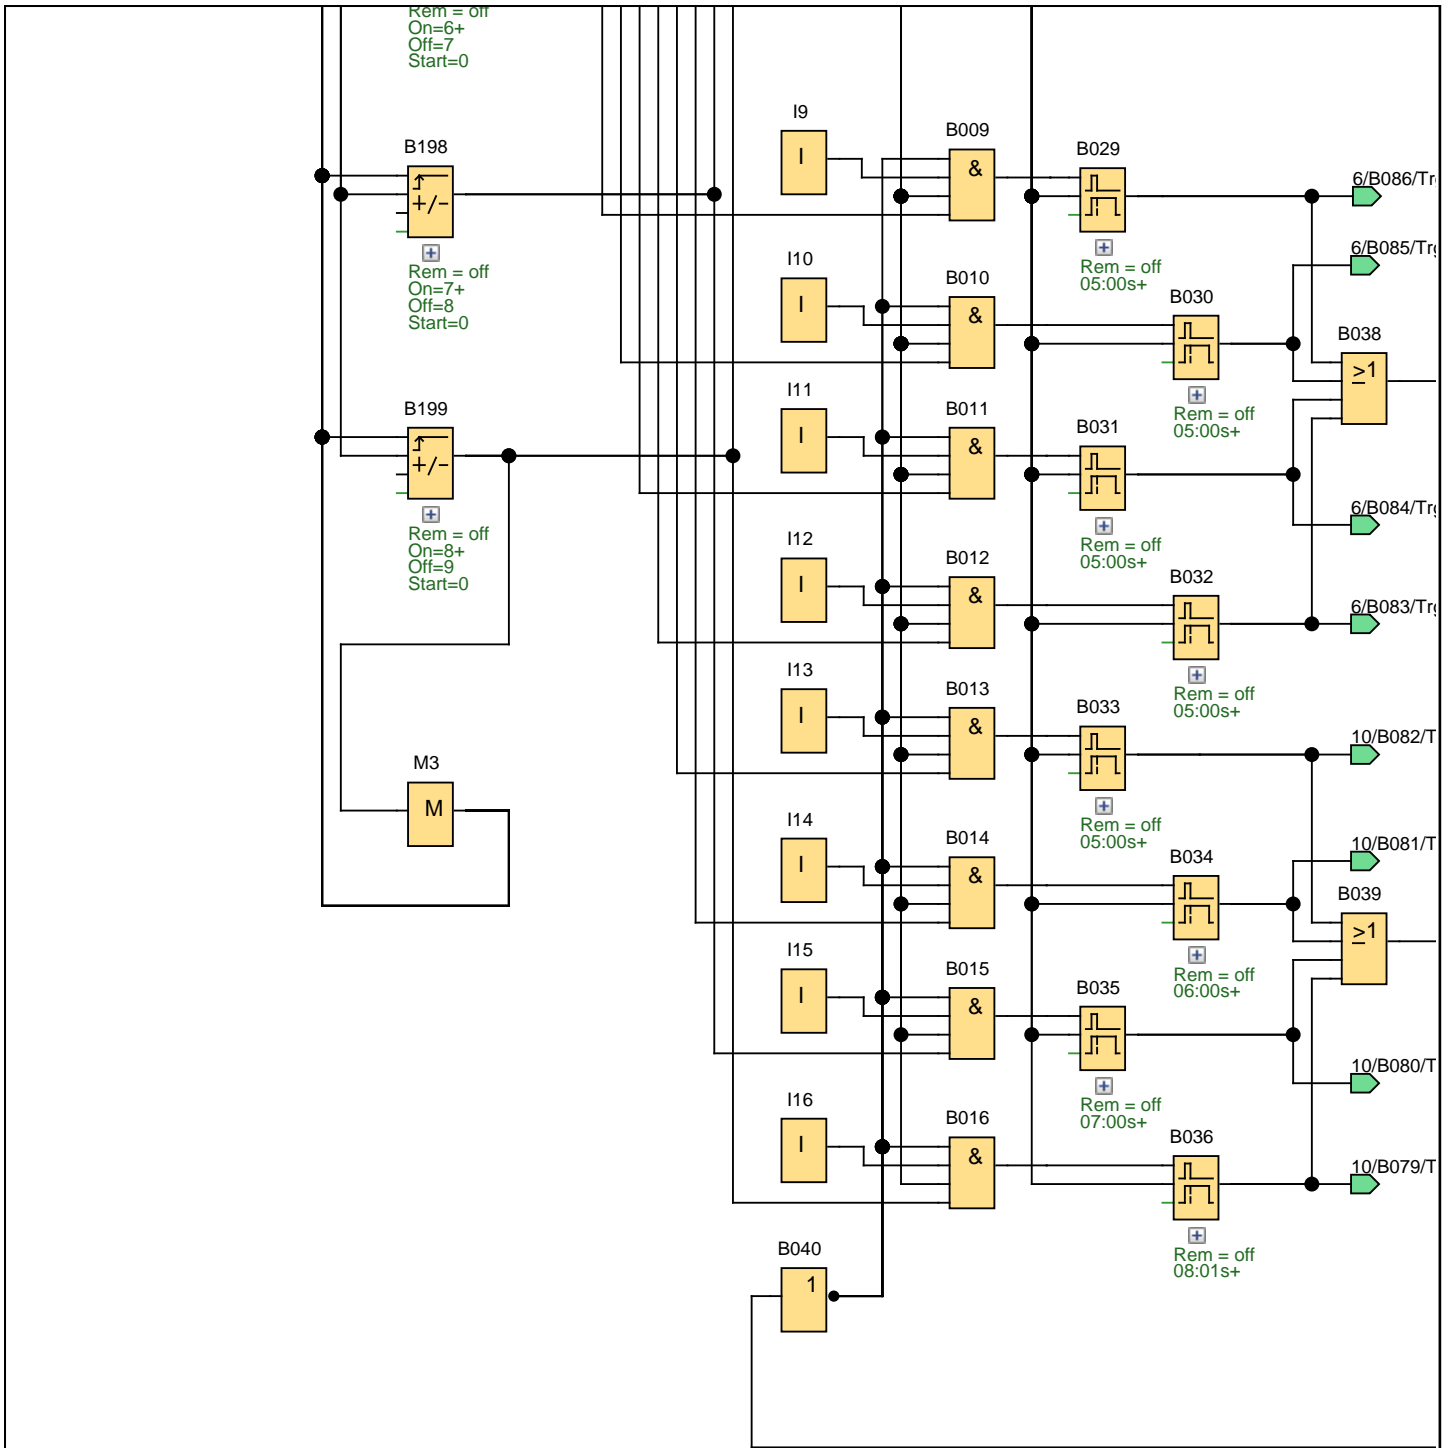 Rem = off
On=6+
Off=7
Start=0
B198
+/-
Rem = off
On=7+
Off=8
Start=0
B199
+/-
Rem = off
On=8+
Off=9
Start=0
M3
M
I9
I
B009
&
B029
Rem = off
05:00s+
6/B086/Tr
I10
I
B010
&
B030
Rem = off
05:00s+
6/B085/Tr
B038
≥1
I11
I
B011
&
B031
Rem = off
05:00s+
6/B084/Tr
I12
I
B012
&
B032
Rem = off
05:00s+
6/B083/Tr
I13
I
B013
&
B033
Rem = off
05:00s+
10/B082/T
I14
I
B014
&
B034
Rem = off
06:00s+
10/B081/T
B039
≥1
I15
I
B015
&
B035
Rem = off
07:00s+
10/B080/T
I16
I
B016
&
B036
Rem = off
08:01s+
10/B079/T
B040
1